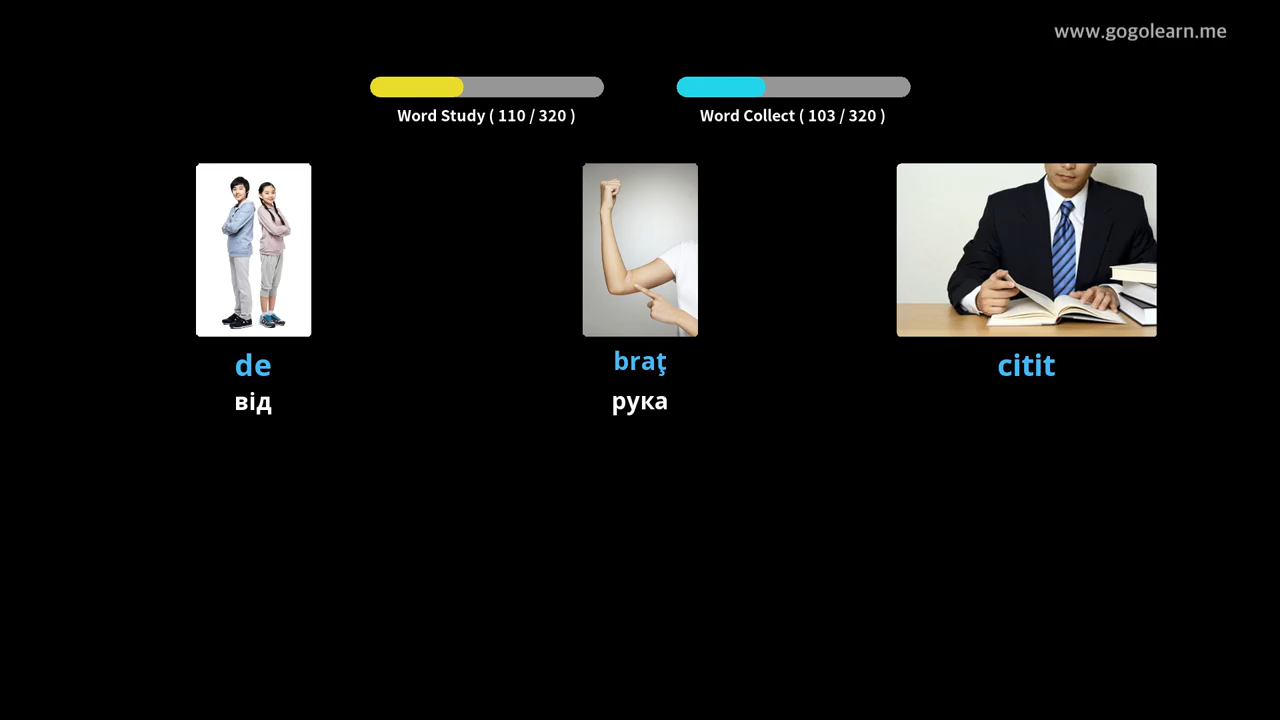 www.gogolearn.me
Word Study ( 110 / 320 )
Word Collect ( 103 / 320 )
de
braţ
citit
від
рука